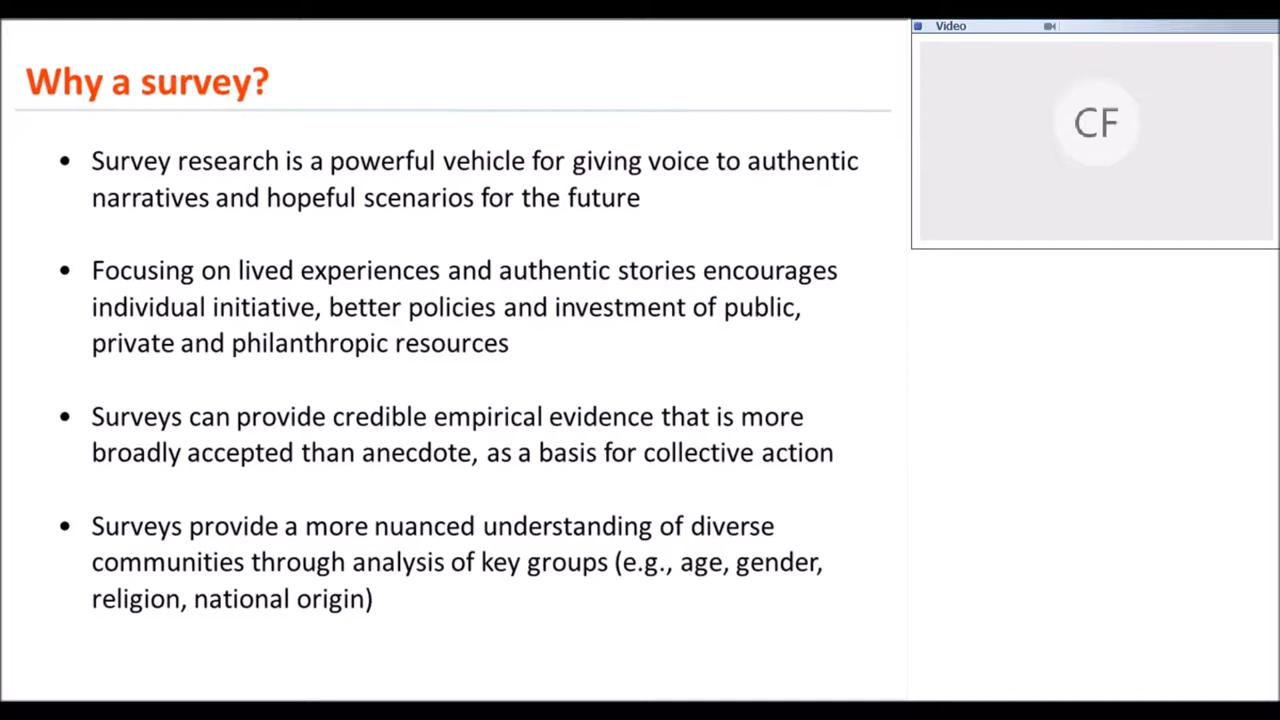 Why a survey?
• Survey research is a powerful vehicle for giving voice to authentic
narratives and hopeful scenarios for the future
• Focusing on lived experiences and authentic stories encourages
individual initiative, better policies and investment of public,
private and philanthropic resources
• Surveys can provide credible empirical evidence that is more
broadly accepted than anecdote, as a basis for collective action
• Surveys provide a more nuanced understanding of diverse
communities through analysis of key groups (e.g., age, gender,
religion, national origin)
Video
CF